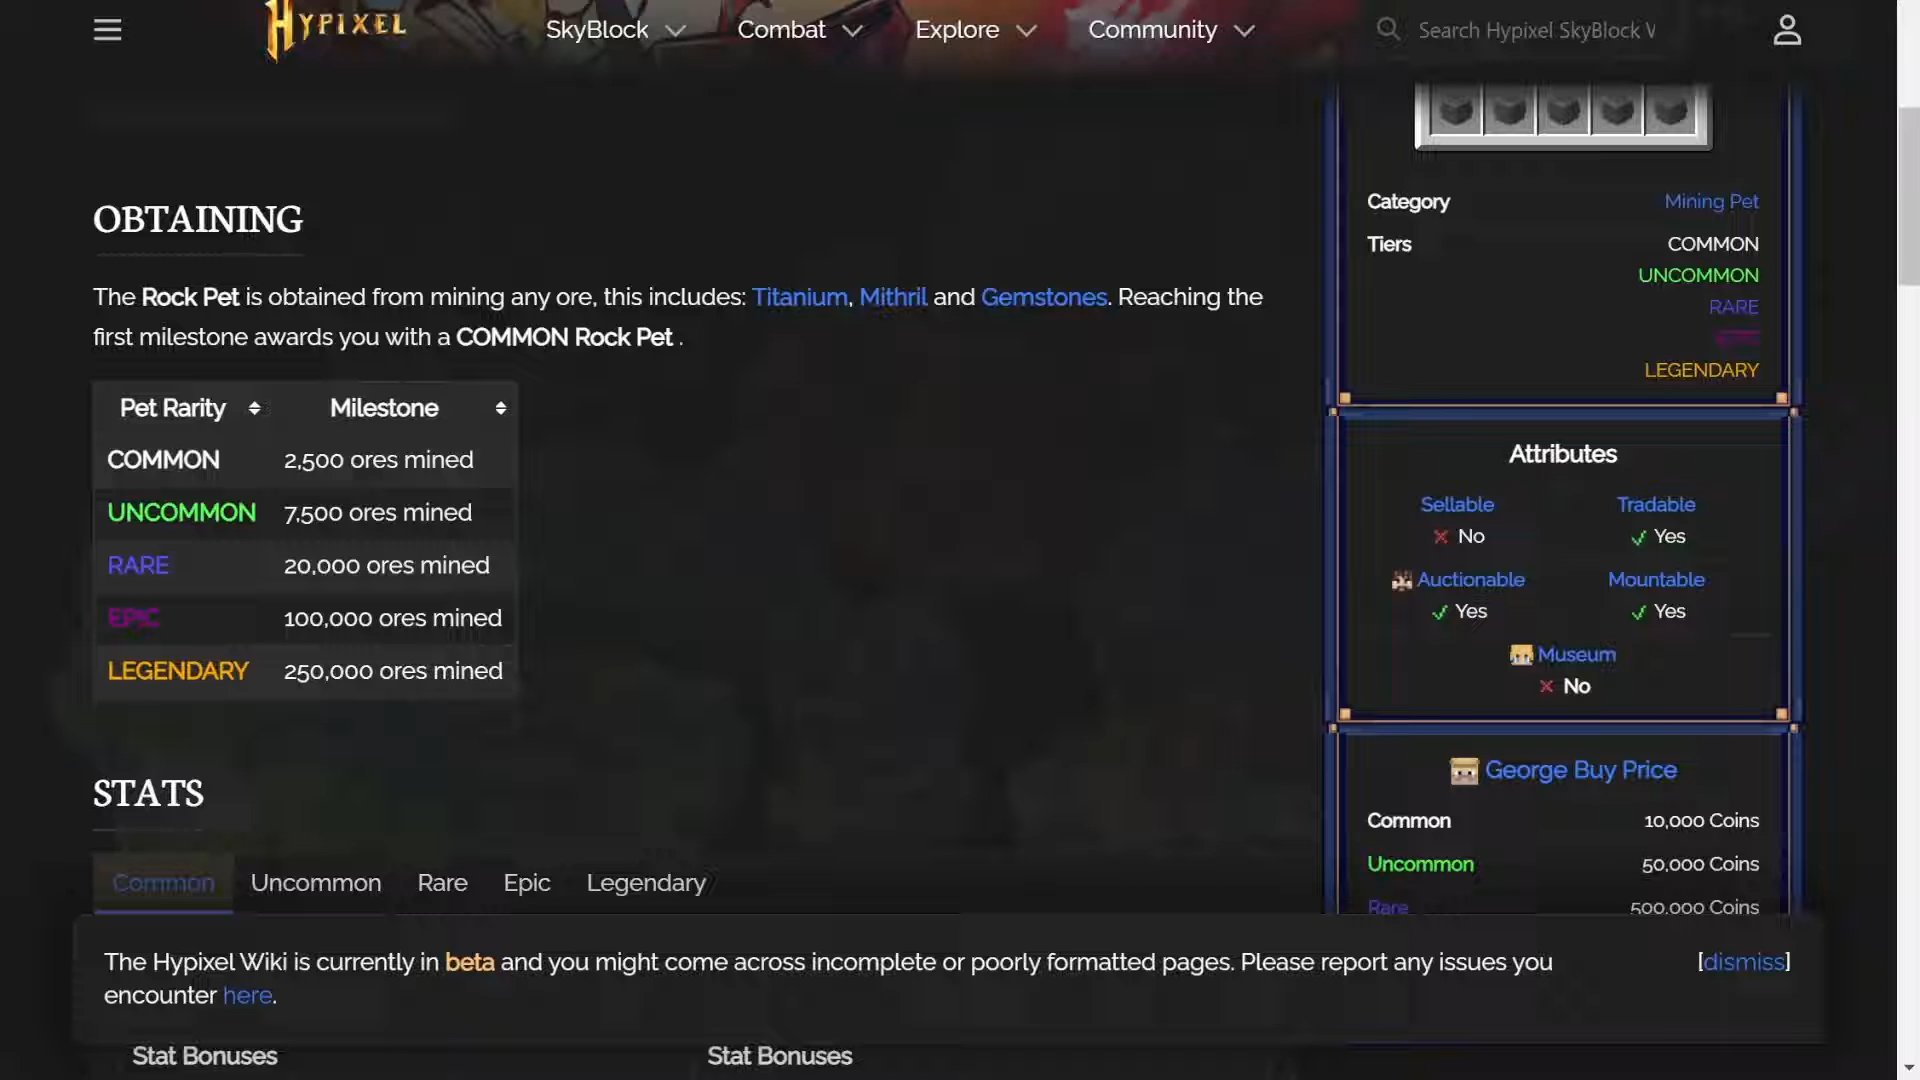 HYPIXEL
SkyBlock
Combat
Explore
Community
Search Hypixel SkyBlock W
OBTAINING
The Rock Pet is obtained from mining any ore, this includes: Titanium, Mithril and Gemstones. Reaching the
first milestone awards you with a COMMON Rock Pet .
Pet Rarity Milestone
COMMON 2,500 ores mined
UNCOMMON 7,500 ores mined
RARE 20,000 ores mined
EPIC 100,000 ores mined
LEGENDARY 250,000 ores mined
STATS
Common Uncommon Rare Epic Legendary
Category Mining Pet
Tiers COMMON
UNCOMMON
RARE
EPIC
LEGENDARY
Attributes
Sellable Tradable
No Yes
Auctionable Mountable
Yes Yes
Museum
No
George Buy Price
Common 10,000 Coins
Uncommon 50,000 Coins
Rare 500,000 Coins
The Hypixel Wiki is currently in beta and you might come across incomplete or poorly formatted pages. Please report any issues you
encounter here.
[dismiss]
Stat Bonuses Stat Bonuses